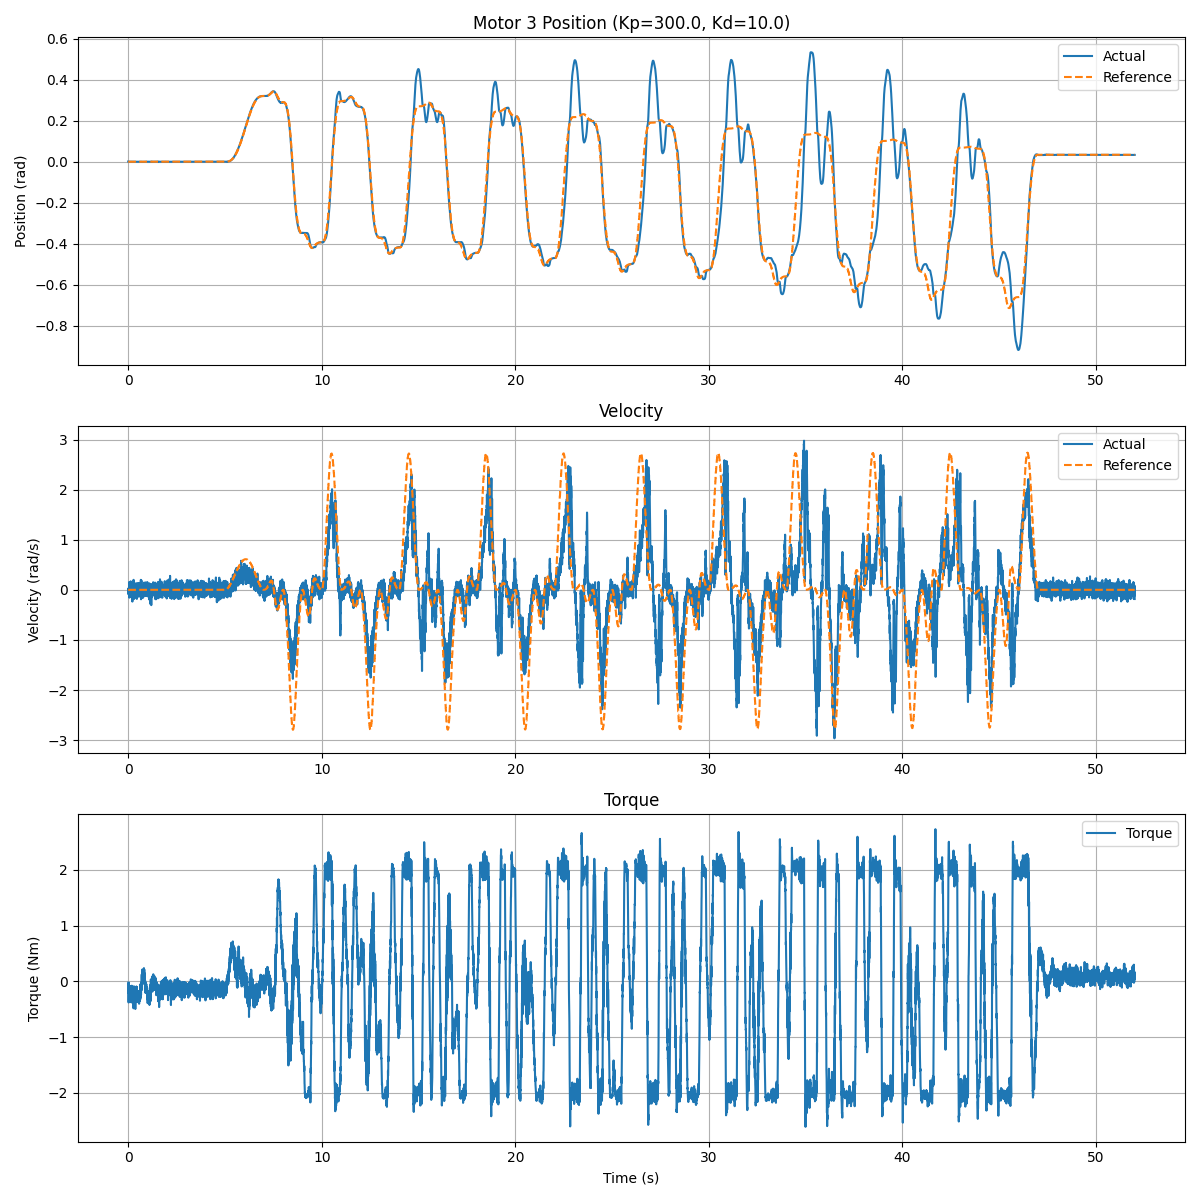 Motor 3 Position (Kp=300.0, Kd=10.0)
Position (rad)
0.6
0.4
0.2
0.0
−0.2
−0.4
−0.6
−0.8
Actual
Reference
0 10 20 30 40 50
Velocity
Velocity (rad/s)
3
2
1
0
−1
−2
−3
Actual
Reference
0 10 20 30 40 50
Torque
Torque (Nm)
2
1
0
−1
−2
Torque
0 10 20 30 40 50
Time (s)